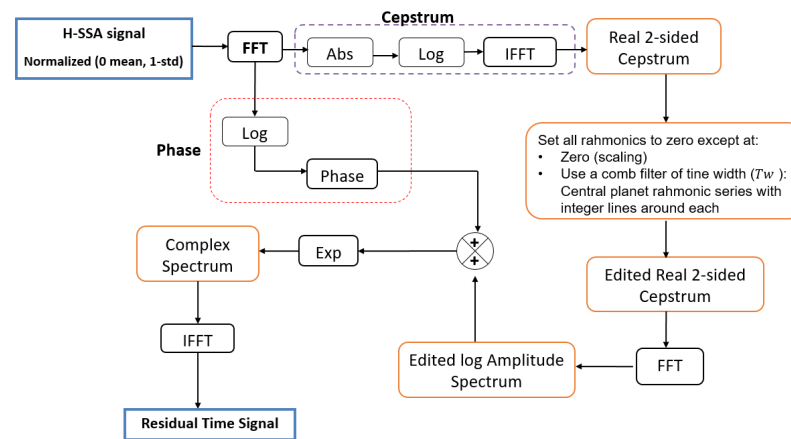 Cepstrum
H-SSA signal
Normalized (0 mean, 1-std)
FFT
Abs
Log
IFFT
Real 2-sided
Cepstrum
Log
Phase
Phase
Set all rahmonics to zero except at:
• Zero (scaling)
• Use a comb filter of tine width (Tw ):
Central planet rahmonic series with
integer lines around each
Complex
Spectrum
Exp
+
+
Edited Real 2-sided
Cepstrum
IFFT
Edited log Amplitude
Spectrum
FFT
Residual Time Signal